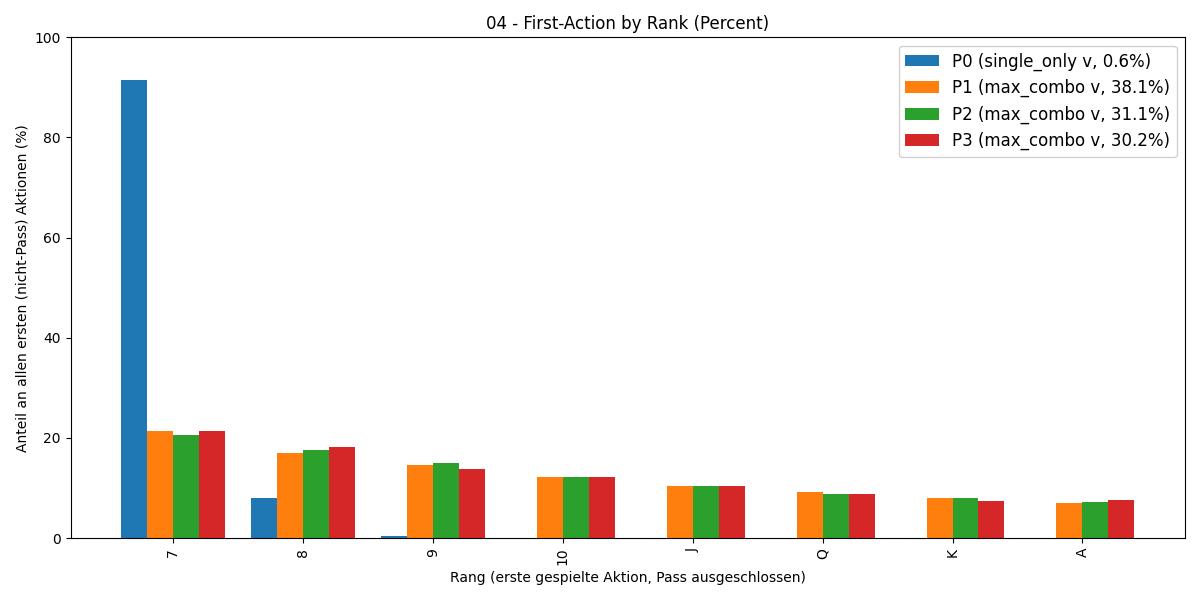 04 - First-Action by Rank (Percent)
Anteil an allen ersten (nicht-Pass) Aktionen (%)
100
80
60
40
20
0
P0 (single_only v, 0.6%)
P1 (max_combo v, 38.1%)
P2 (max_combo v, 31.1%)
P3 (max_combo v, 30.2%)
7
8
9
10
J
Q
K
A
Rang (erste gespielte Aktion, Pass ausgeschlossen)